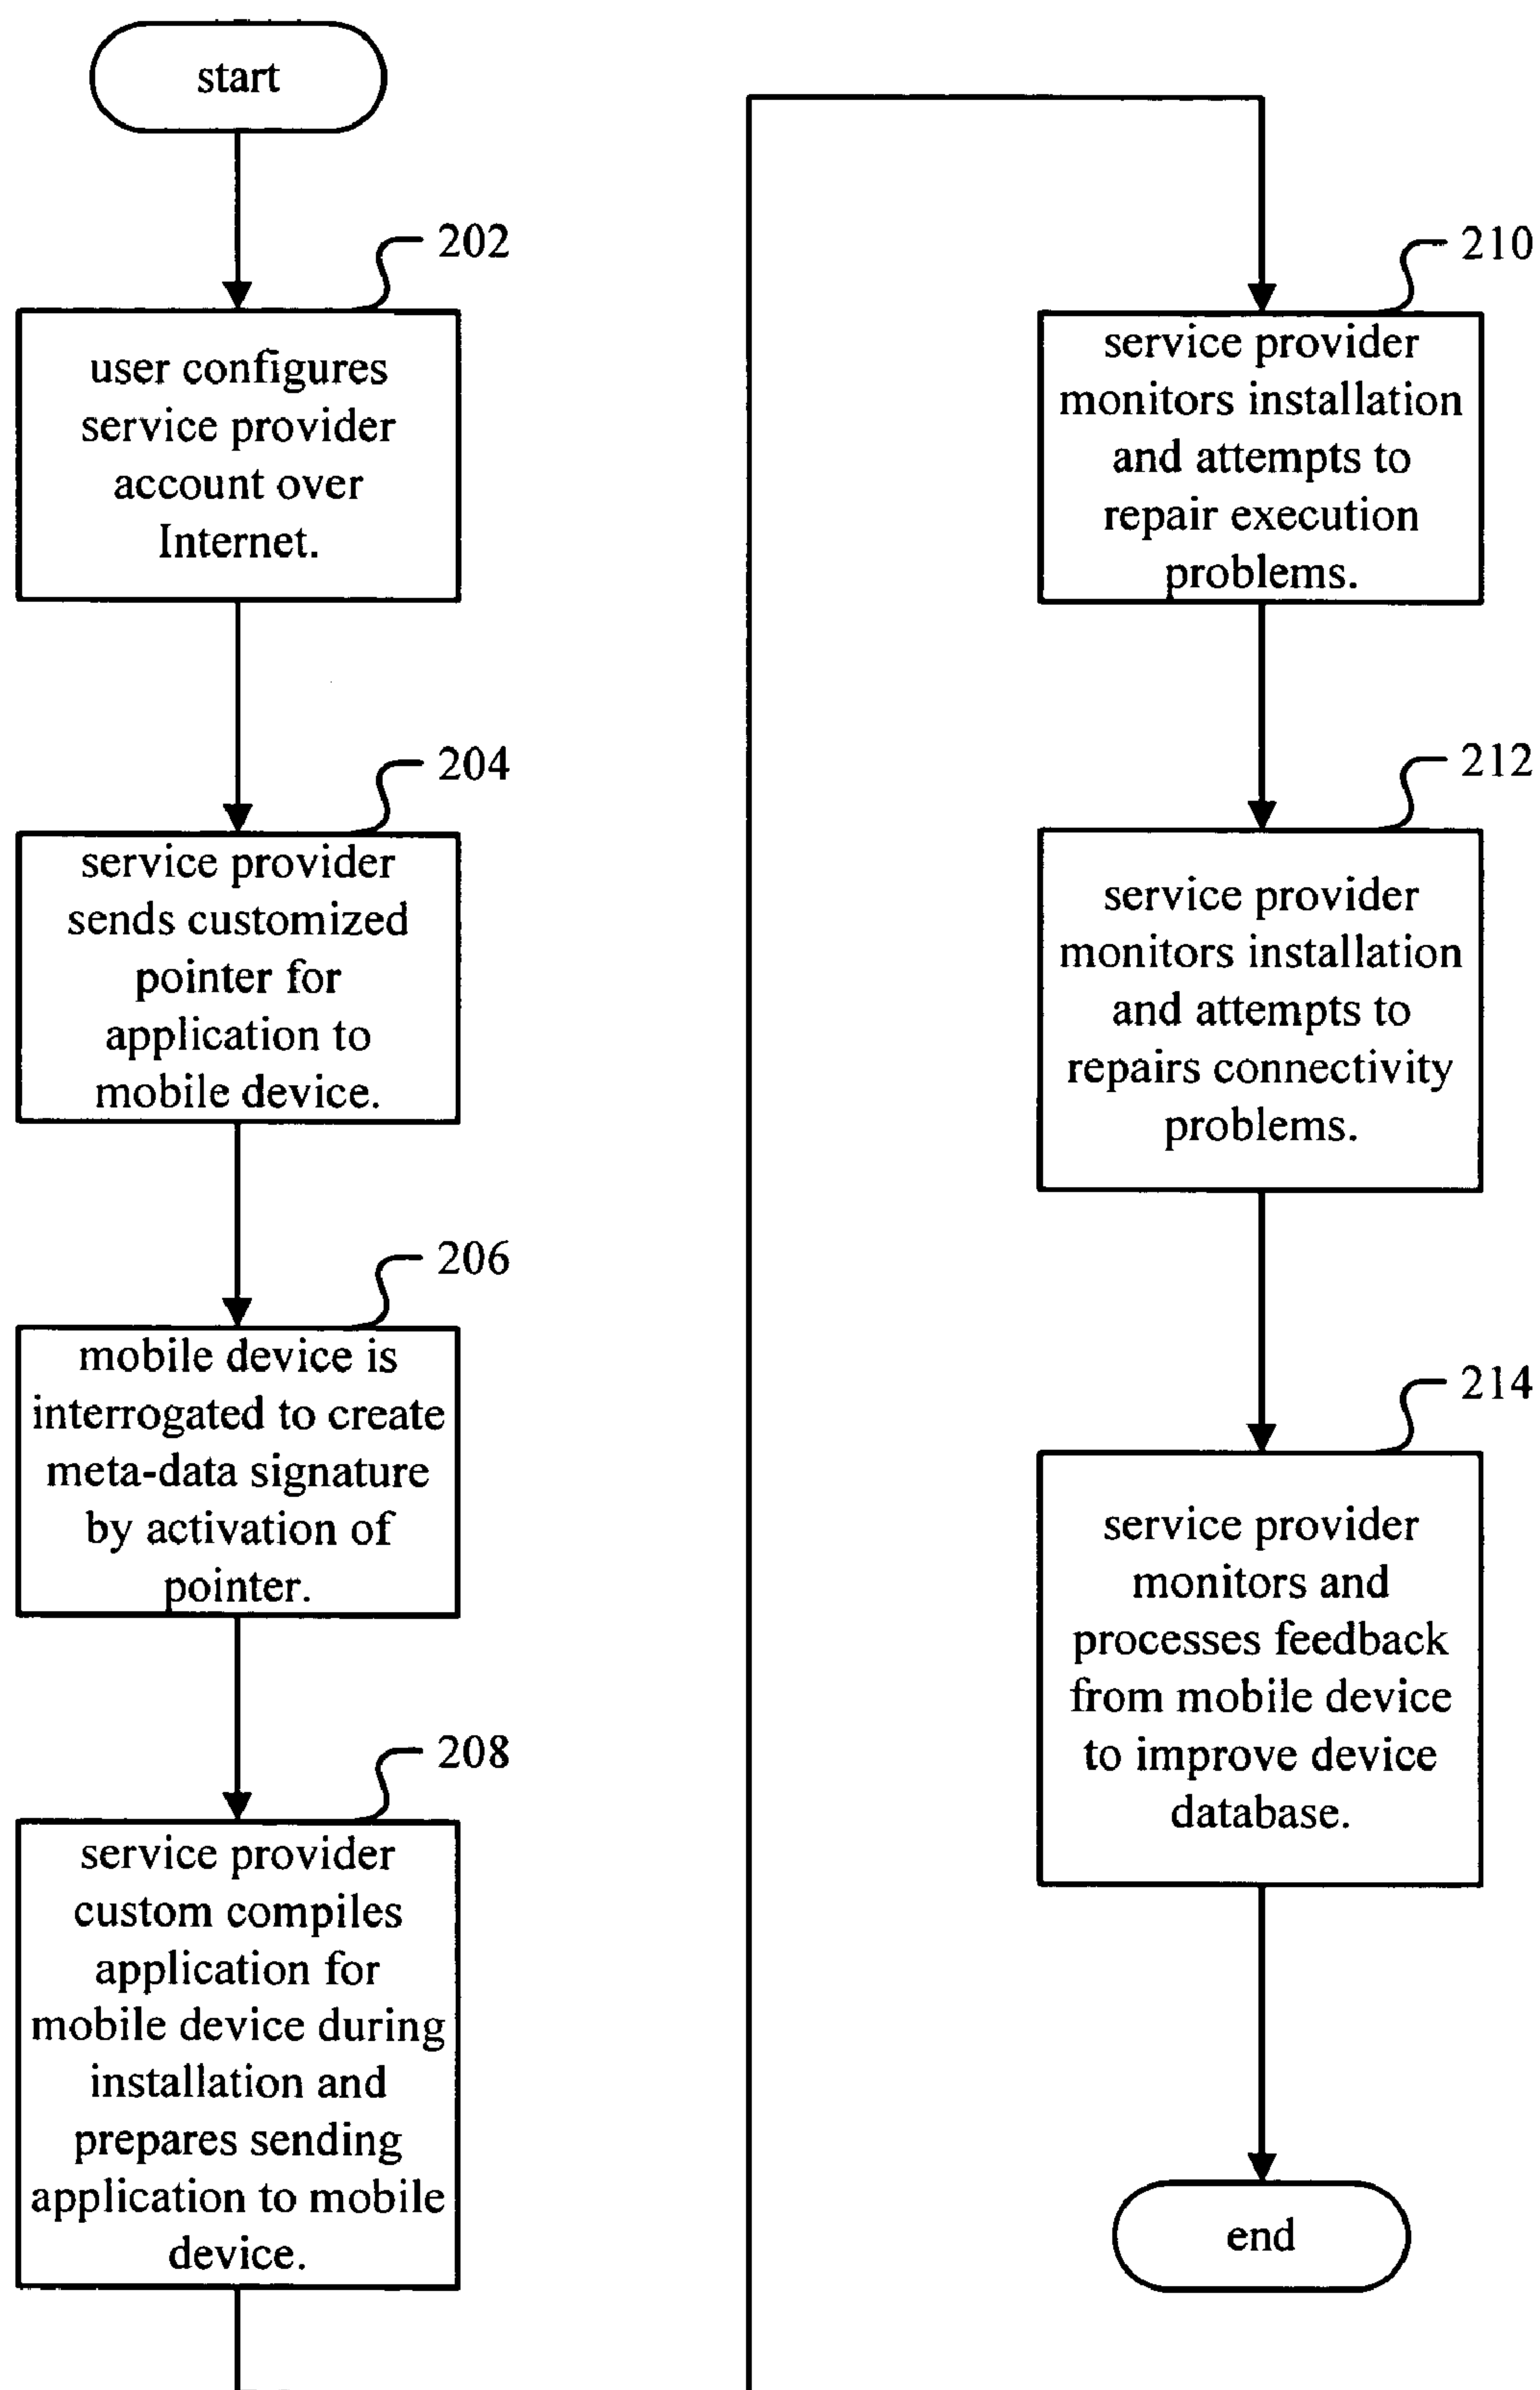 start
202
user configures
service provider
account over
Internet.
204
service provider
sends customized
pointer for
application to
mobile device.
206
mobile device is
interrogated to create
meta-data signature
by activation of
pointer.
208
service provider
custom compiles
application for
mobile device during
installation and
prepares sending
application to mobile
device.
210
service provider
monitors installation
and attempts to
repair execution
problems.
212
service provider
monitors installation
and attempts to
repairs connectivity
problems.
214
service provider
monitors and
processes feedback
from mobile device
to improve device
database.
end